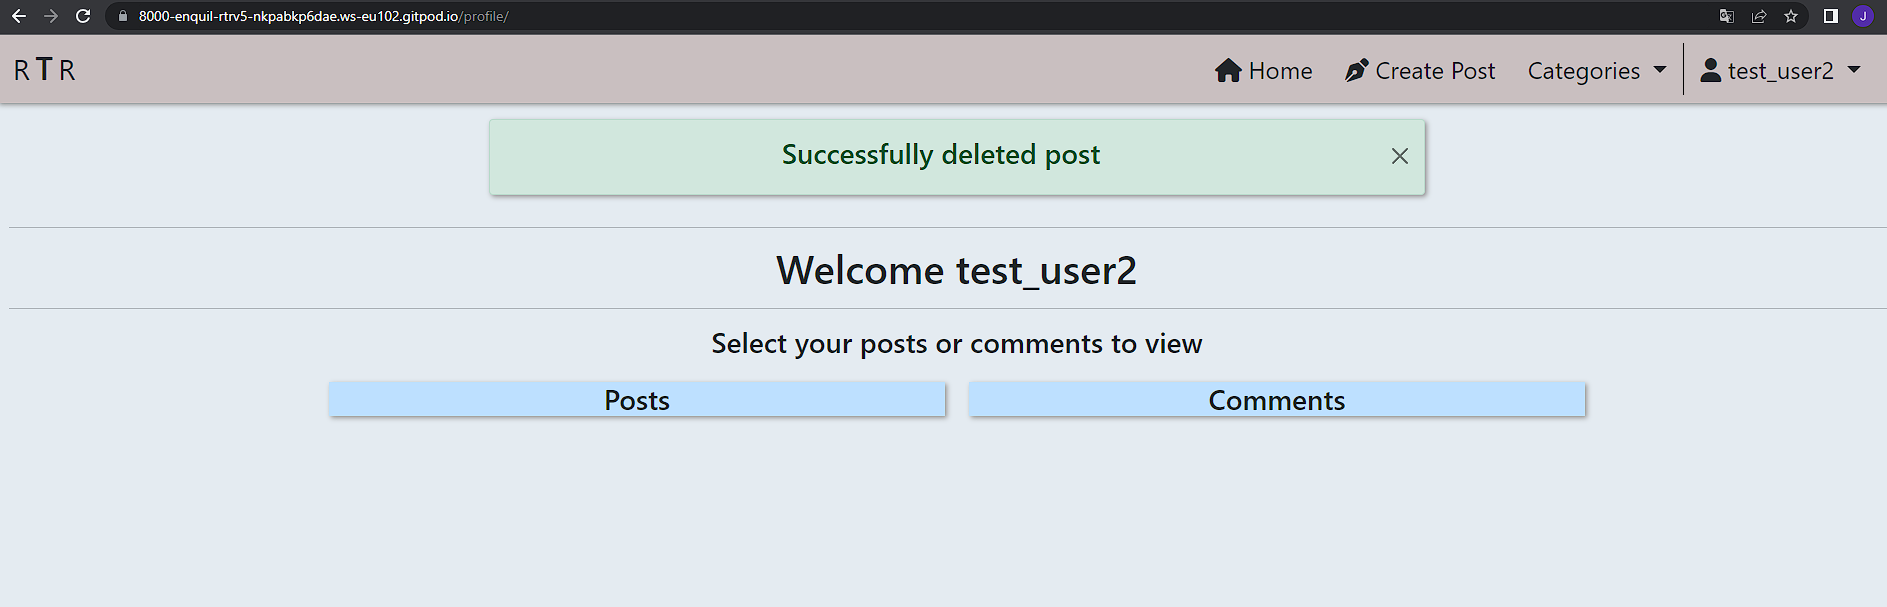 8000-enquil-rtrv5-nkpabkp6dae.ws-eu102.gitpod.io/profile/
J
R T R
Home
Create Post
Categories
test_user2
Successfully deleted post
Welcome test_user2
Select your posts or comments to view
Posts
Comments